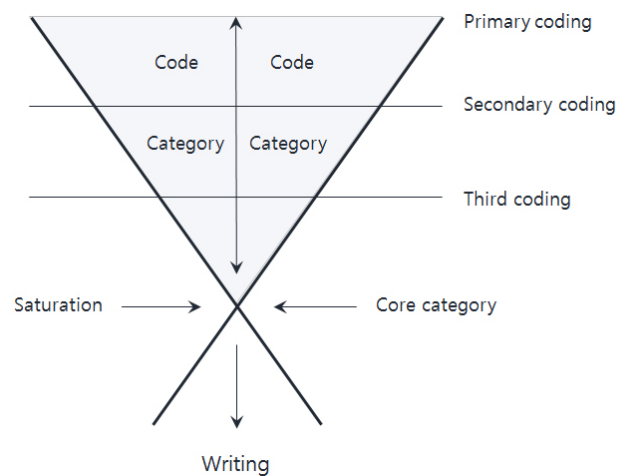 Primary coding
Code Code
Secondary coding
Category Category
Third coding
Saturation Core category
Writing